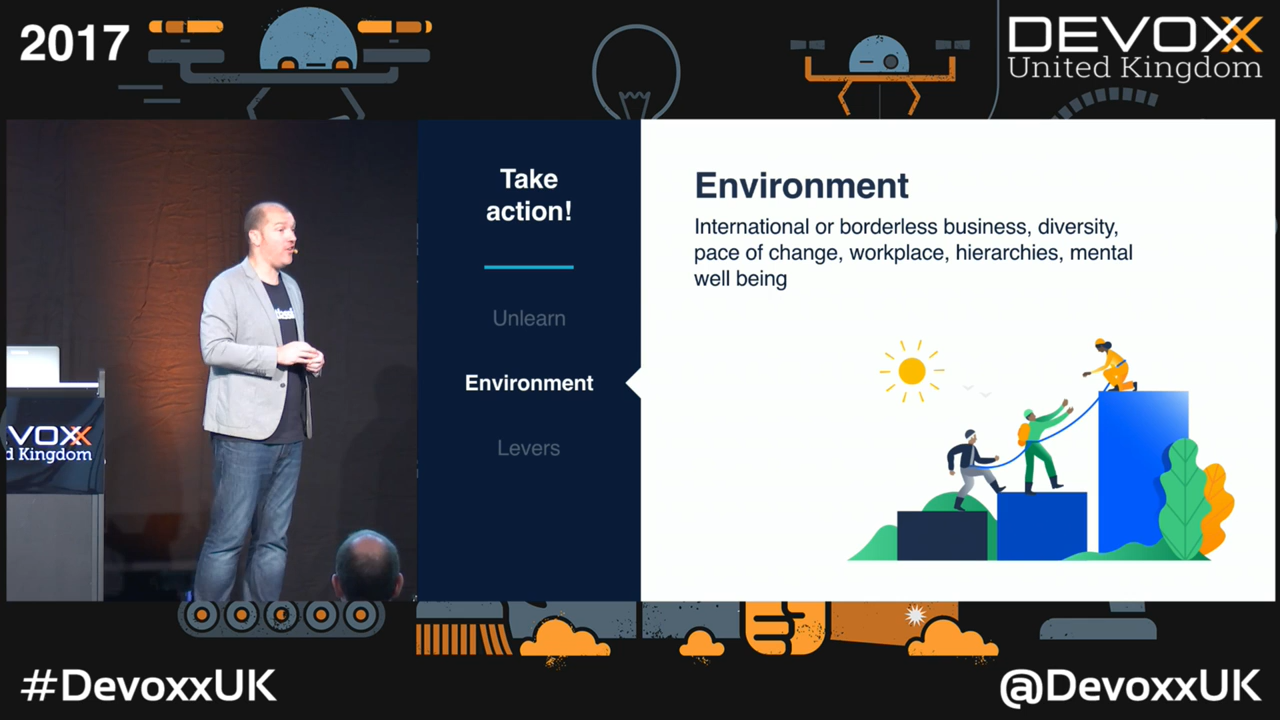 2017
DEVOXX
United Kingdom
Take
action!
Unlearn
Environment
Levers
Environment
International or borderless business, diversity,
pace of change, workplace, hierarchies, mental
well being
VOXX
d Kingdom
#DevoxxUK
@DevoxxUK